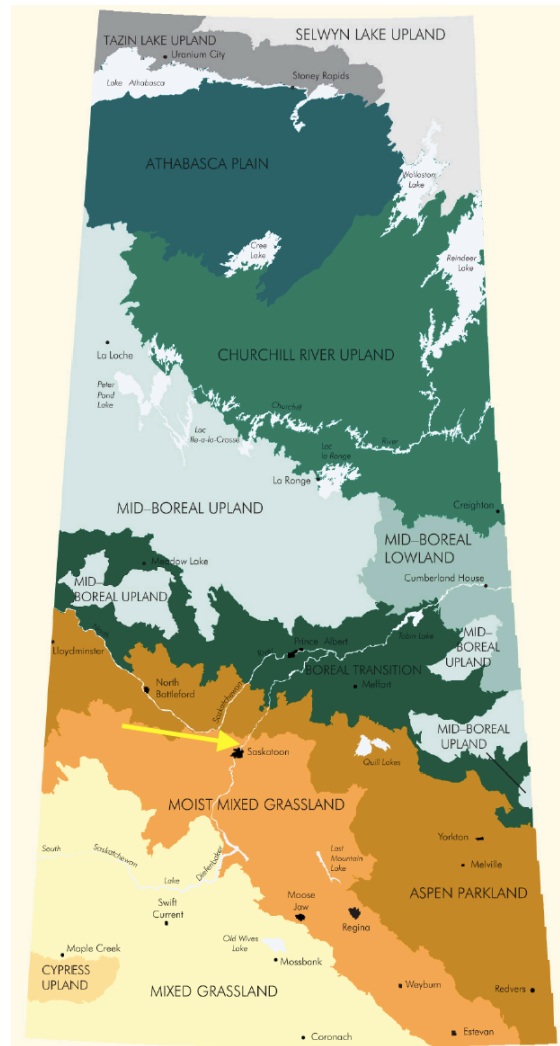 TAZIN LAKE UPLAND
SELWYN LAKE UPLAND
Uranium City
Lake Athabasca
Stoney Rapids
ATHABASCA PLAIN
Wollaston
Lake
Cree
Lake
Reindeer
Lake
La Loche
CHURCHILL RIVER UPLAND
Peter
Pond
Lake
Churchill
River
Lac
Ile-a-la-Crosse
Lac
la Ronge
La Ronge
MID–BOREAL UPLAND
Creighton
MID–BOREAL
LOWLAND
Meadow Lake
Cumberland House
MID–
BOREAL UPLAND
Lloydminster
Prince Albert
River
BOREAL TRANSITION
MID–
BOREAL
UPLAND
Melfort
North
Battleford
Saskatchewan
MID–BOREAL
UPLAND
Saskatoon
Quill Lakes
MOIST MIXED GRASSLAND
Yorkton
Melville
South
Saskatchewan
Lake
Diefenbaker
Last
Mountain
Lake
ASPEN PARKLAND
Swift
Current
Moose
Jaw
Regina
Old Wives
Lake
Maple Creek
Mossbank
CYPRESS
UPLAND
MIXED GRASSLAND
Weyburn
Redvers
Coronach
Estevan